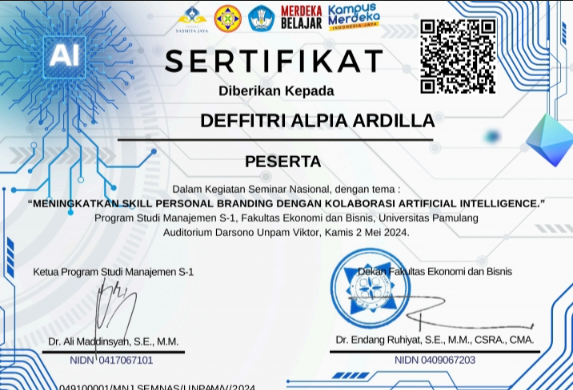 SASMITA JAYA
MERDEKA
BELAJAR
Kampus
Merdeka
INDONESIA JAYA
AI
SERTIFIKAT
Diberikan Kepada
DEFFITRI ALPIA ARDILLA
PESERTA
Dalam Kegiatan Seminar Nasional, dengan tema :
“MENINGKATKAN SKILL PERSONAL BRANDING DENGAN KOLABORASI ARTIFICIAL INTELLIGENCE.”
Program Studi Manajemen S-1, Fakultas Ekonomi dan Bisnis, Universitas Pamulang
Auditorium Darsono Unpam Viktor, Kamis 2 Mei 2024.
Ketua Program Studi Manajemen S-1
Dekan Fakultas Ekonomi dan Bisnis
Dr. Ali Maddinsyah, S.E., M.M.
Dr. Endang Ruhiyat, S.E., M.M., CSRA., CMA.
NIDN 0417067101
NIDN 0409067203
049100001/MNJ SEMNAS/UNPAM/V/2024